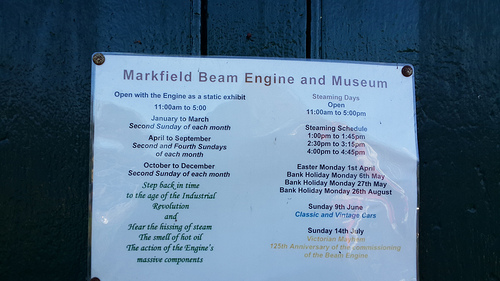 Markfield Beam Engine and Museum
Open with the Engine as a static exhibit
11:00am to 5:00
January to March
Second Sunday of each month
April to September
Second and Fourth Sundays
of each month
October to December
Second Sunday of each month
Step back in time
to the age of the Industrial
Revolution
and
Hear the hissing of steam
The smell of hot oil
The action of the Engine's
massive components
Steaming Days
Open
11:00am to 5:00pm
Steaming Schedule
1:00pm to 1:45pm
2:30pm to 3:15pm
4:00pm to 4:45pm
Easter Monday 1st April
Bank Holiday Monday 6th May
Bank Holiday Monday 27th May
Bank Holiday Monday 26th August
Sunday 9th June
Classic and Vintage Cars
Sunday 14th July
Victorian Mayhem
125th Anniversary of the commissioning
of the Beam Engine